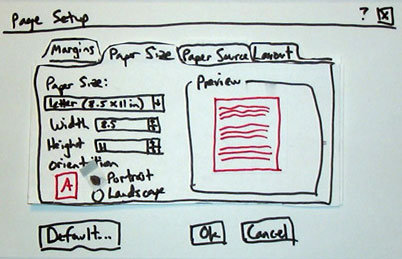 Page Setup ? X
Margins Paper Size Paper Source Layout
Paper Size: Preview
Letter (8.5 x 11 in)
Width 8.5
Height 11
orientation
A Portrait
Landscape
Default... Ok Cancel